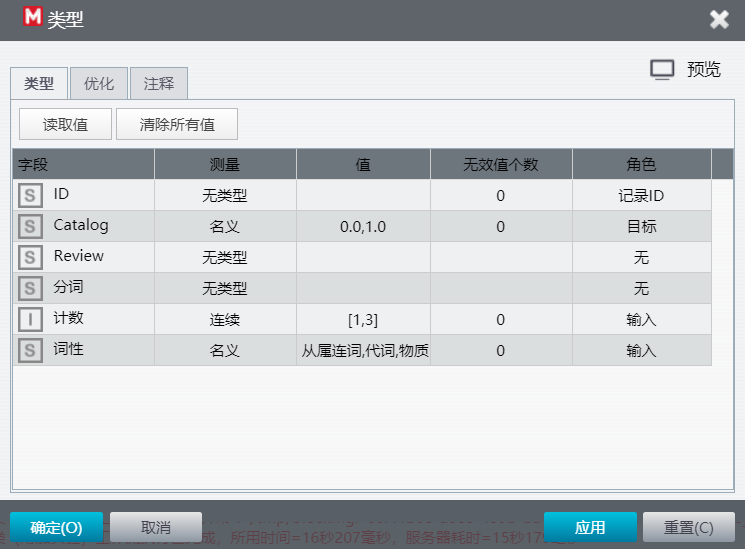 M 类型
预览
类型 优化 注释
读取值 清除所有值
字段 测量 值 无效值个数 角色
S ID 无类型 0 记录ID
S Catalog 名义 0.0,1.0 0 目标
S Review 无类型 无
S 分词 无类型 无
I 计数 连续 [1,3] 0 输入
S 词性 名义 从属连词,代词,物质 0 输入
确定(O) 取消 应用 重置(C)
成，所用时间=16秒207毫秒，服务器耗时=15秒17